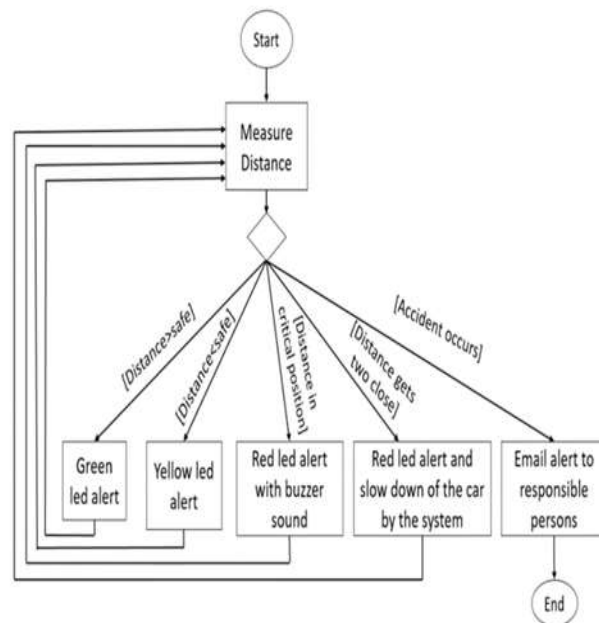 Start
Measure
Distance
[Distance>safe]
[Distance<safe]
[Distance in
critical position]
[Distance gets
two close]
[Accident occurs]
Green
led alert
Yellow led
alert
Red led alert
with buzzer
sound
Red led alert and
slow down of the car
by the system
Email alert to
responsible
persons
End